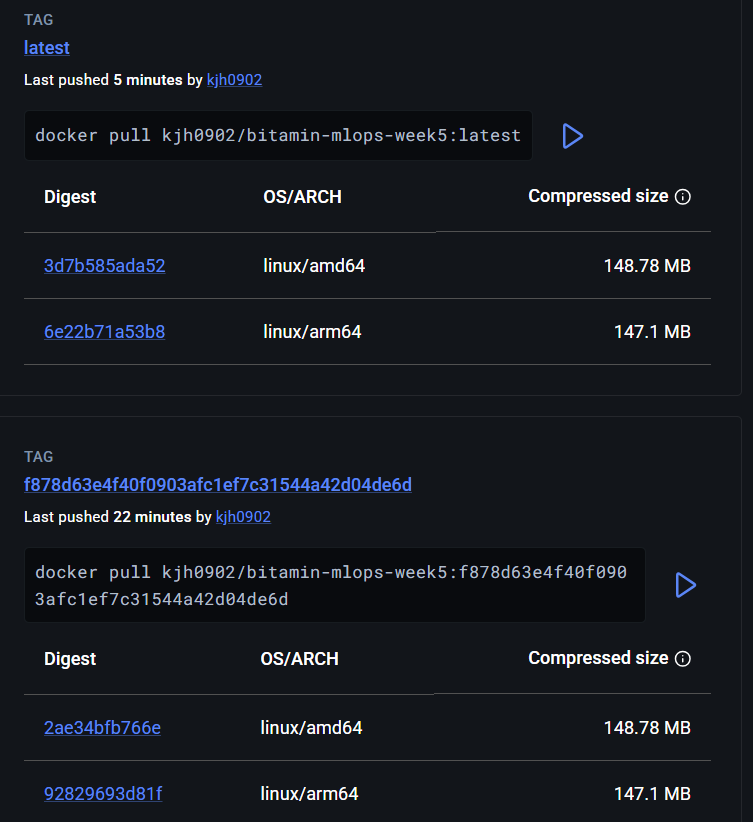 TAG
latest
Last pushed 5 minutes by kjh0902
docker pull kjh0902/bitamin-mlops-week5:latest
Digest OS/ARCH Compressed size
3d7b585ada52 linux/amd64 148.78 MB
6e22b71a53b8 linux/arm64 147.1 MB
TAG
f878d63e4f40f0903afc1ef7c31544a42d04de6d
Last pushed 22 minutes by kjh0902
docker pull kjh0902/bitamin-mlops-week5:f878d63e4f40f090
3afc1ef7c31544a42d04de6d
Digest OS/ARCH Compressed size
2ae34bfb766e linux/amd64 148.78 MB
92829693d81f linux/arm64 147.1 MB